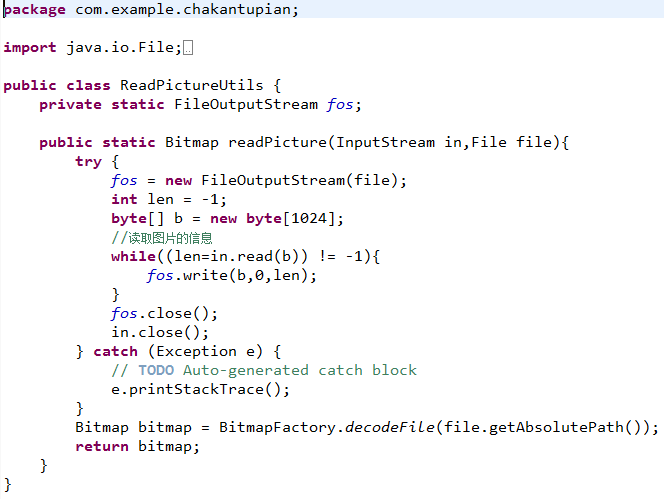 package com.example.chakantupian;
import java.io.File;
public class ReadPictureUtils {
private static FileOutputStream fos;
public static Bitmap readPicture(InputStream in,File file){
try {
fos = new FileOutputStream(file);
int len = -1;
byte[] b = new byte[1024];
//读取图片的信息
while((len=in.read(b)) != -1){
fos.write(b,0,len);
}
fos.close();
in.close();
} catch (Exception e) {
// TODO Auto-generated catch block
e.printStackTrace();
}
Bitmap bitmap = BitmapFactory.decodeFile(file.getAbsolutePath());
return bitmap;
}
}